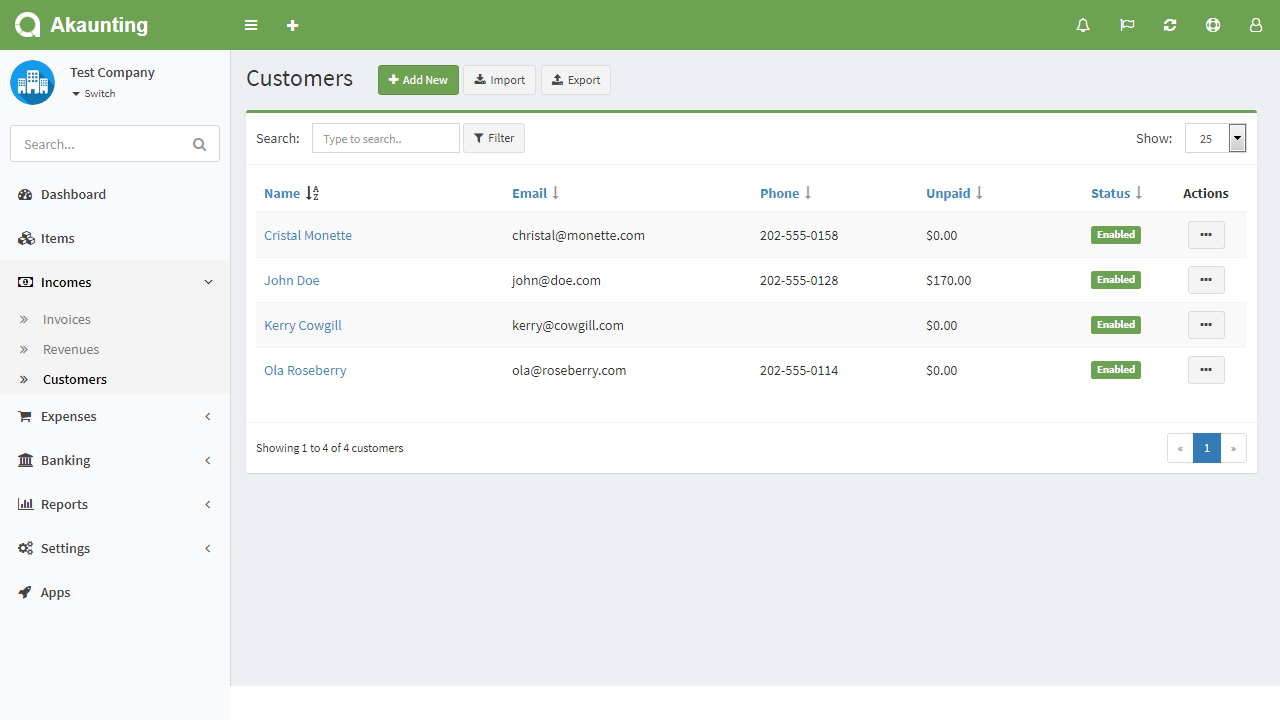 Akaunting
Test Company
Switch
Search...
Dashboard
Items
Incomes
Invoices
Revenues
Customers
Expenses
Banking
Reports
Settings
Apps
Customers Add New Import Export
Search: Type to search.. Filter Show: 25
Name Email Phone Unpaid Status Actions
Cristal Monette christal@monette.com 202-555-0158 $0.00 Enabled
John Doe john@doe.com 202-555-0128 $170.00 Enabled
Kerry Cowgill kerry@cowgill.com $0.00 Enabled
Ola Roseberry ola@roseberry.com 202-555-0114 $0.00 Enabled
Showing 1 to 4 of 4 customers « 1 »